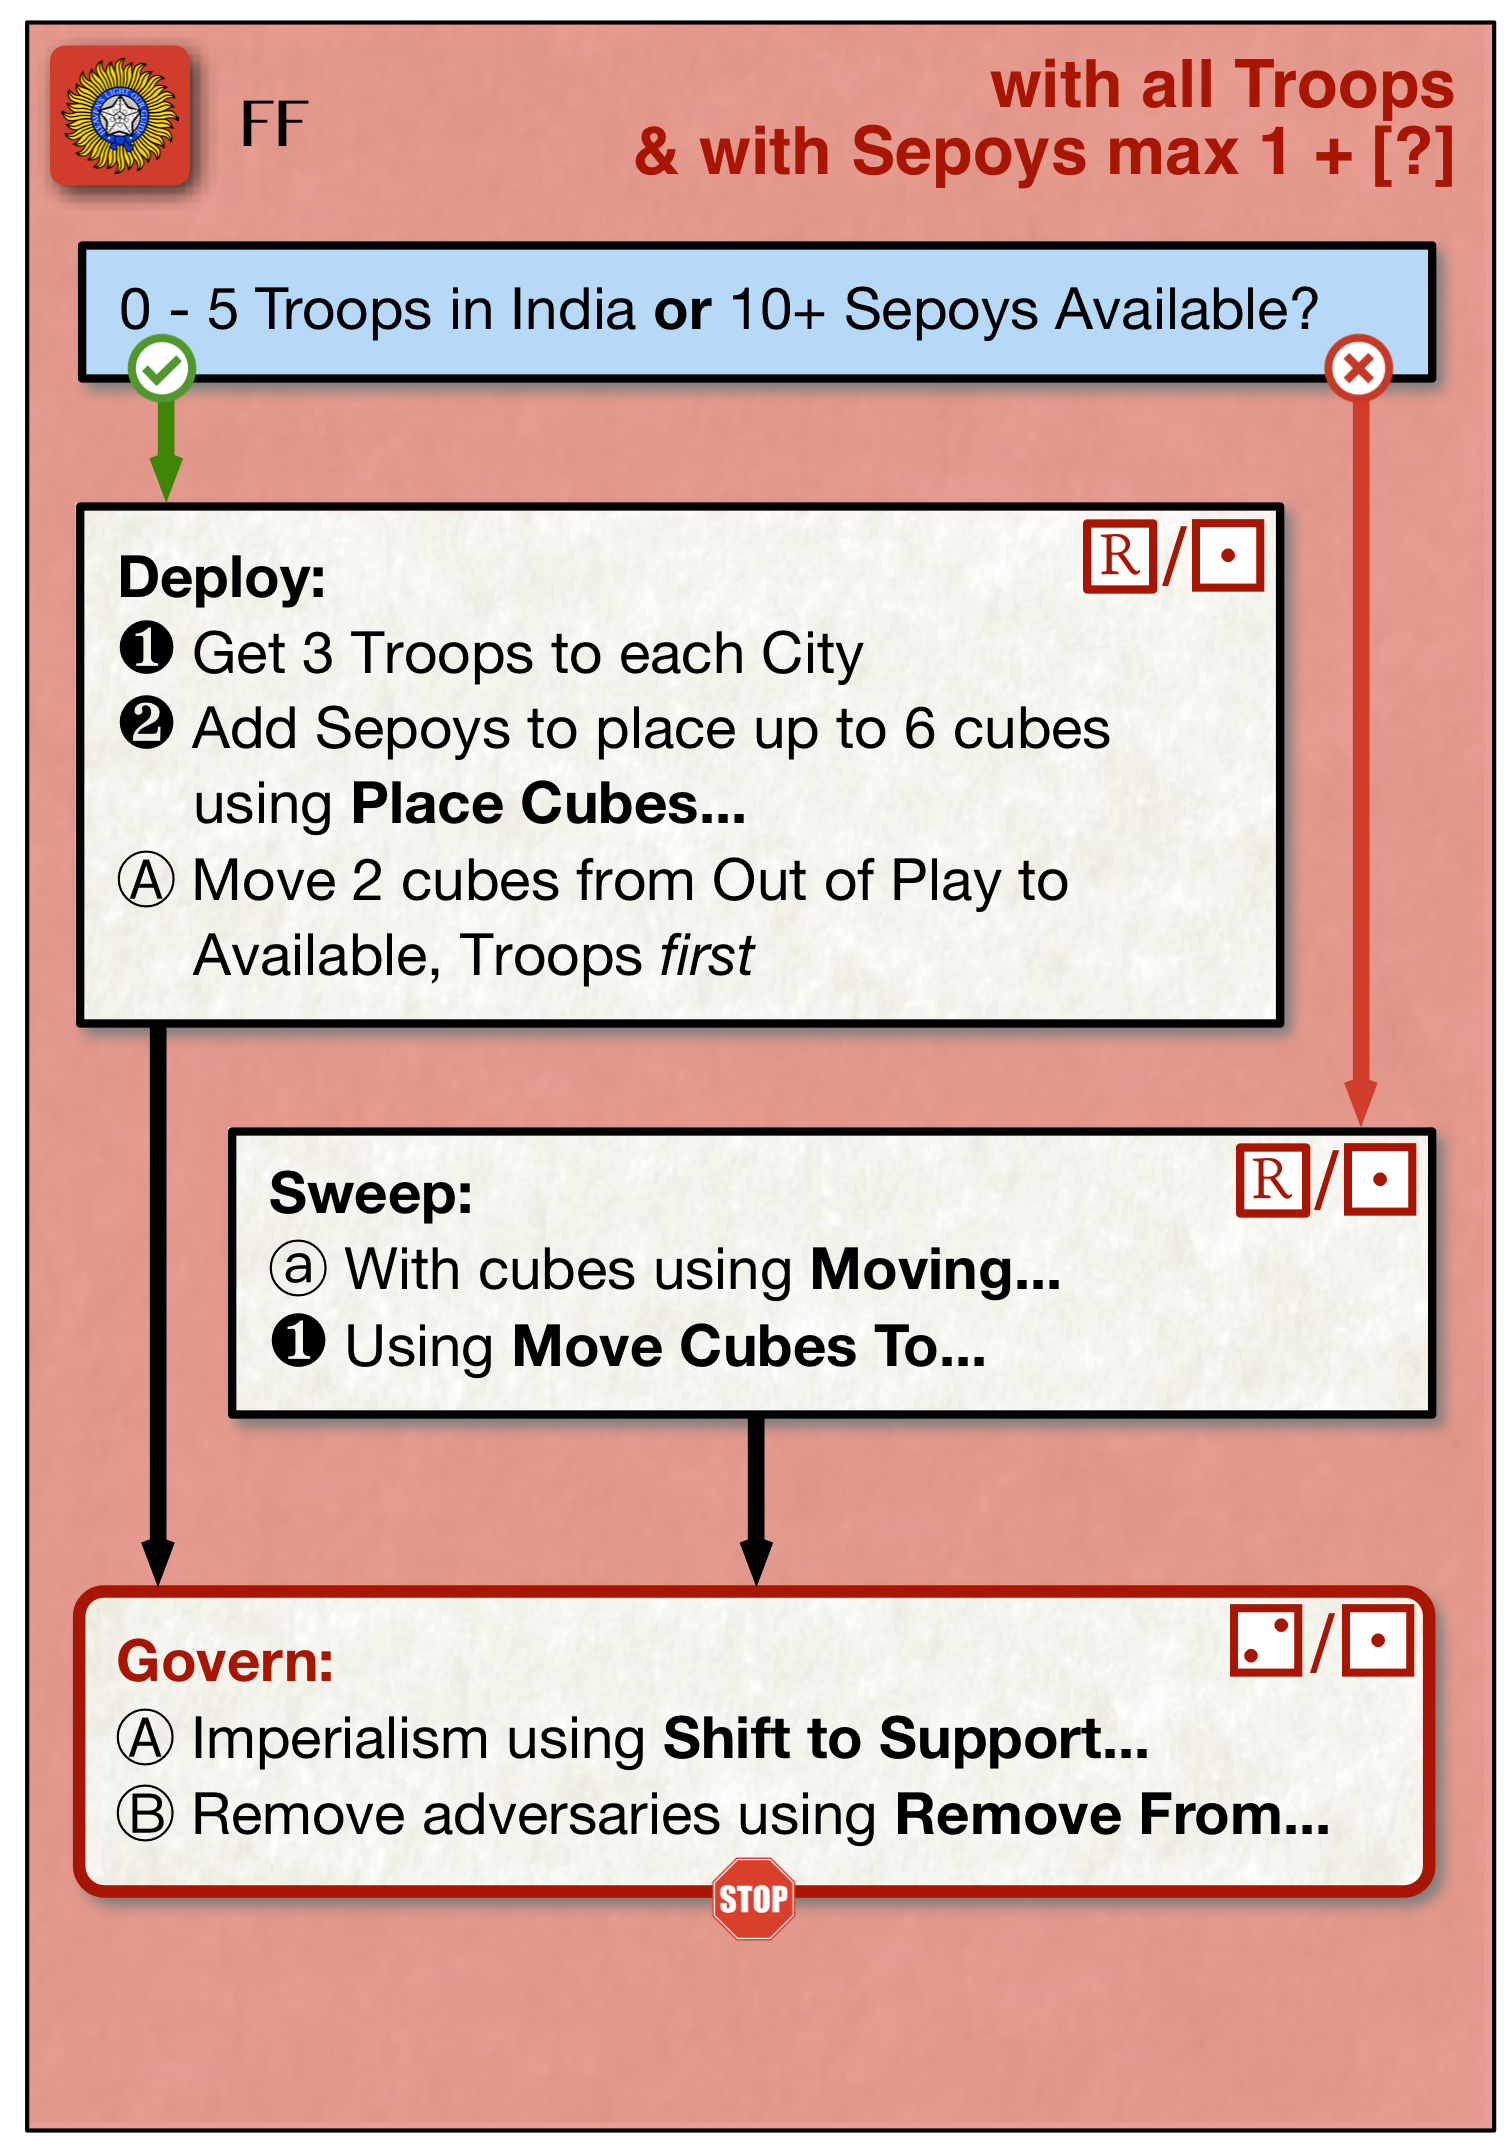 FF
with all Troops
& with Sepoys max 1 + [?]
0 - 5 Troops in India or 10+ Sepoys Available?
Deploy:
R/
❶ Get 3 Troops to each City
❷ Add Sepoys to place up to 6 cubes
using Place Cubes...
Ⓐ Move 2 cubes from Out of Play to
Available, Troops first
Sweep:
R/
ⓐ With cubes using Moving...
❶ Using Move Cubes To...
Govern:
/
Ⓐ Imperialism using Shift to Support...
Ⓑ Remove adversaries using Remove From...
STOP